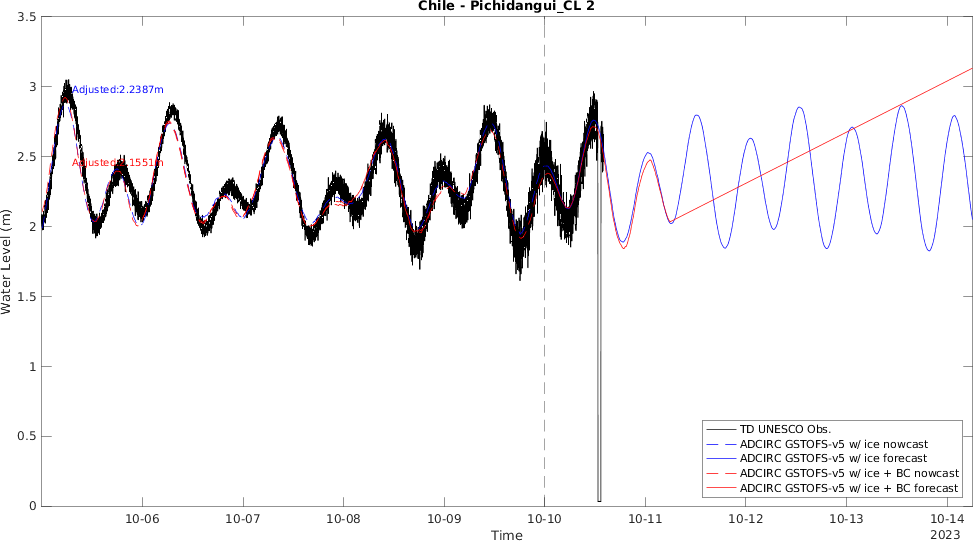 Chile - Pichidangui_CL 2
3.5
3
2.5
2
1.5
1
0.5
0
Water Level (m)
Adjusted:2.2387m
1551m
10-06
10-07
10-08
10-09
10-10
10-11
10-12
10-13
10-14
Time
2023
TD UNESCO Obs.
ADCIRC GSTOFS-v5 w/ ice nowcast
ADCIRC GSTOFS-v5 w/ ice forecast
ADCIRC GSTOFS-v5 w/ ice + BC nowcast
ADCIRC GSTOFS-v5 w/ ice + BC forecast